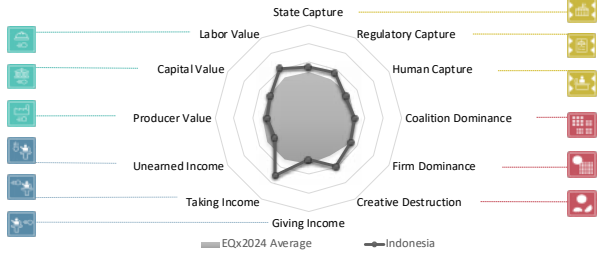 State Capture
Labor Value
Regulatory Capture
Capital Value
Human Capture
Producer Value
Coalition Dominance
Unearned Income
Firm Dominance
Taking Income
Creative Destruction
Giving Income
EQx2024 Average
Indonesia